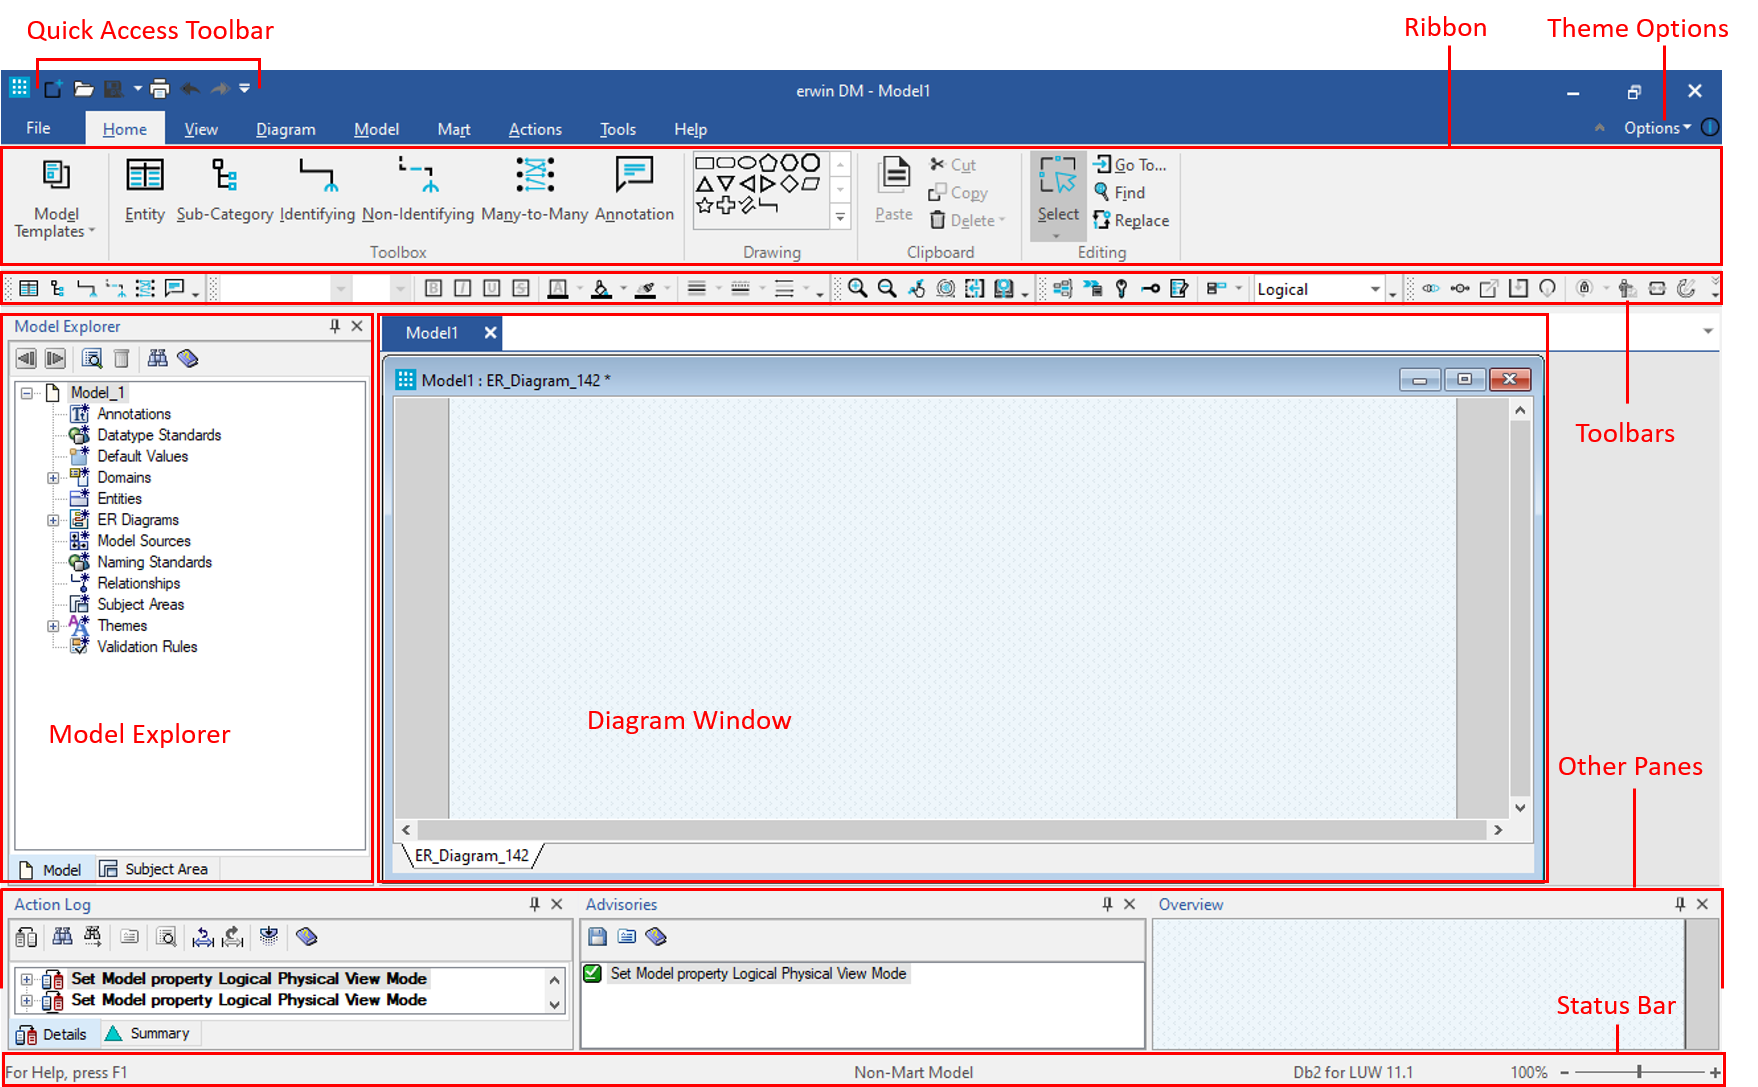 Quick Access Toolbar
Ribbon
Theme Options
erwin DM - Model1
File Home View Diagram Model Mart Actions Tools Help Options
Model Templates
Entity Sub-Category Identifying Non-Identifying Many-to-Many Annotation
Toolbox
Drawing
Paste
Cut
Copy
Delete
Clipboard
Select
Go To...
Find
Replace
Editing
B I U S A
Logical
Toolbars
Model Explorer
Model_1
Annotations
Datatype Standards
Default Values
Domains
Entities
ER Diagrams
Model Sources
Naming Standards
Relationships
Subject Areas
Themes
Validation Rules
Model Explorer
Model Subject Area
Model1
Model1 : ER_Diagram_142 *
Diagram Window
ER_Diagram_142
Other Panes
Action Log
Set Model property Logical Physical View Mode
Set Model property Logical Physical View Mode
Details Summary
Advisories
Set Model property Logical Physical View Mode
Overview
Status Bar
For Help, press F1 Non-Mart Model Db2 for LUW 11.1 100%